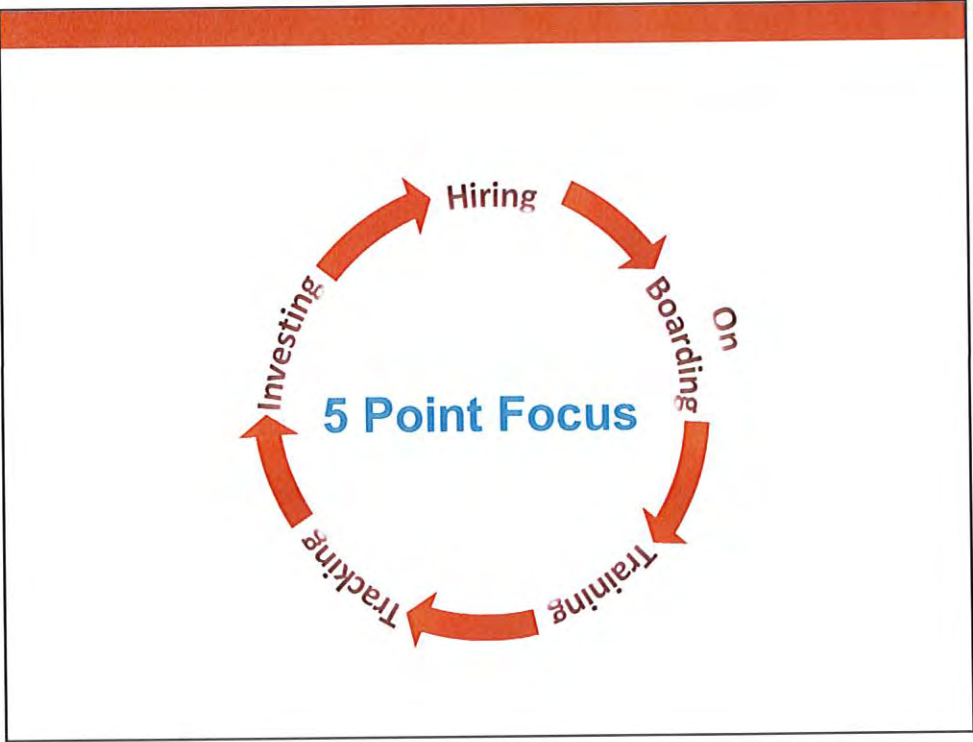 Hiring
On
Boarding
5 Point Focus
Training
Tracking
Investing